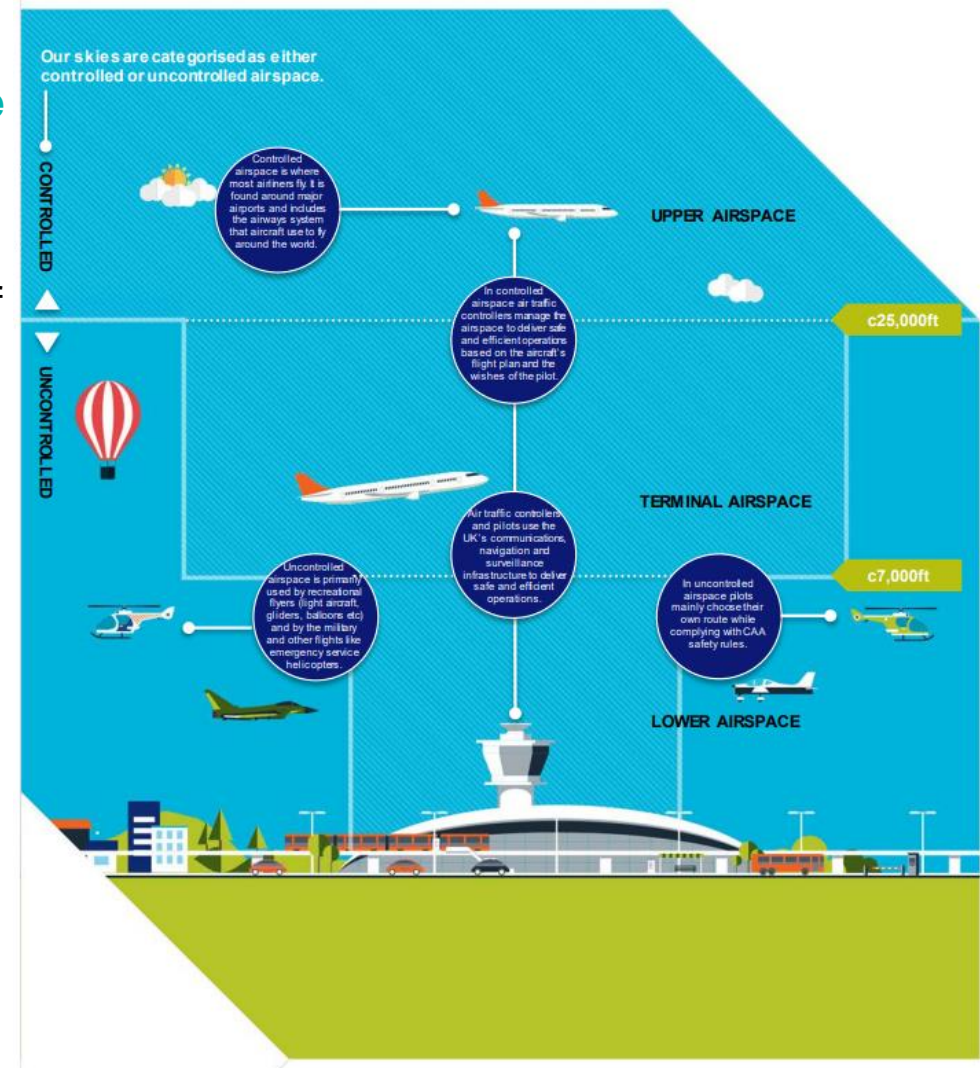 Our skies are categorised as either
controlled or uncontrolled airspace.
e
CONTROLLED
Controlled
airspace is where
most airliners fly. It is
found around major
airports and includes
the airways system
that aircraft use to fly
around the world.
UPPER AIRSPACE
In controlled
airspace air traffic
controllers manage the
airspace to deliver safe
and efficient operations
based on the aircraft's
flight plan and the
wishes of the pilot.
c25,000ft
UNCONTROLLED
TERMINAL AIRSPACE
Air traffic controllers
and pilots use the
UK's communications,
navigation and
surveillance
infrastructure to deliver
safe and efficient
operations.
c7,000ft
Uncontrolled
airspace is primarily
used by recreational
flyers (light aircraft,
gliders, balloons etc)
and by the military
and other flights like
emergency service
helicopters.
In uncontrolled
airspace pilots
mainly choose their
own route while
complying with CAA
safety rules.
LOWER AIRSPACE